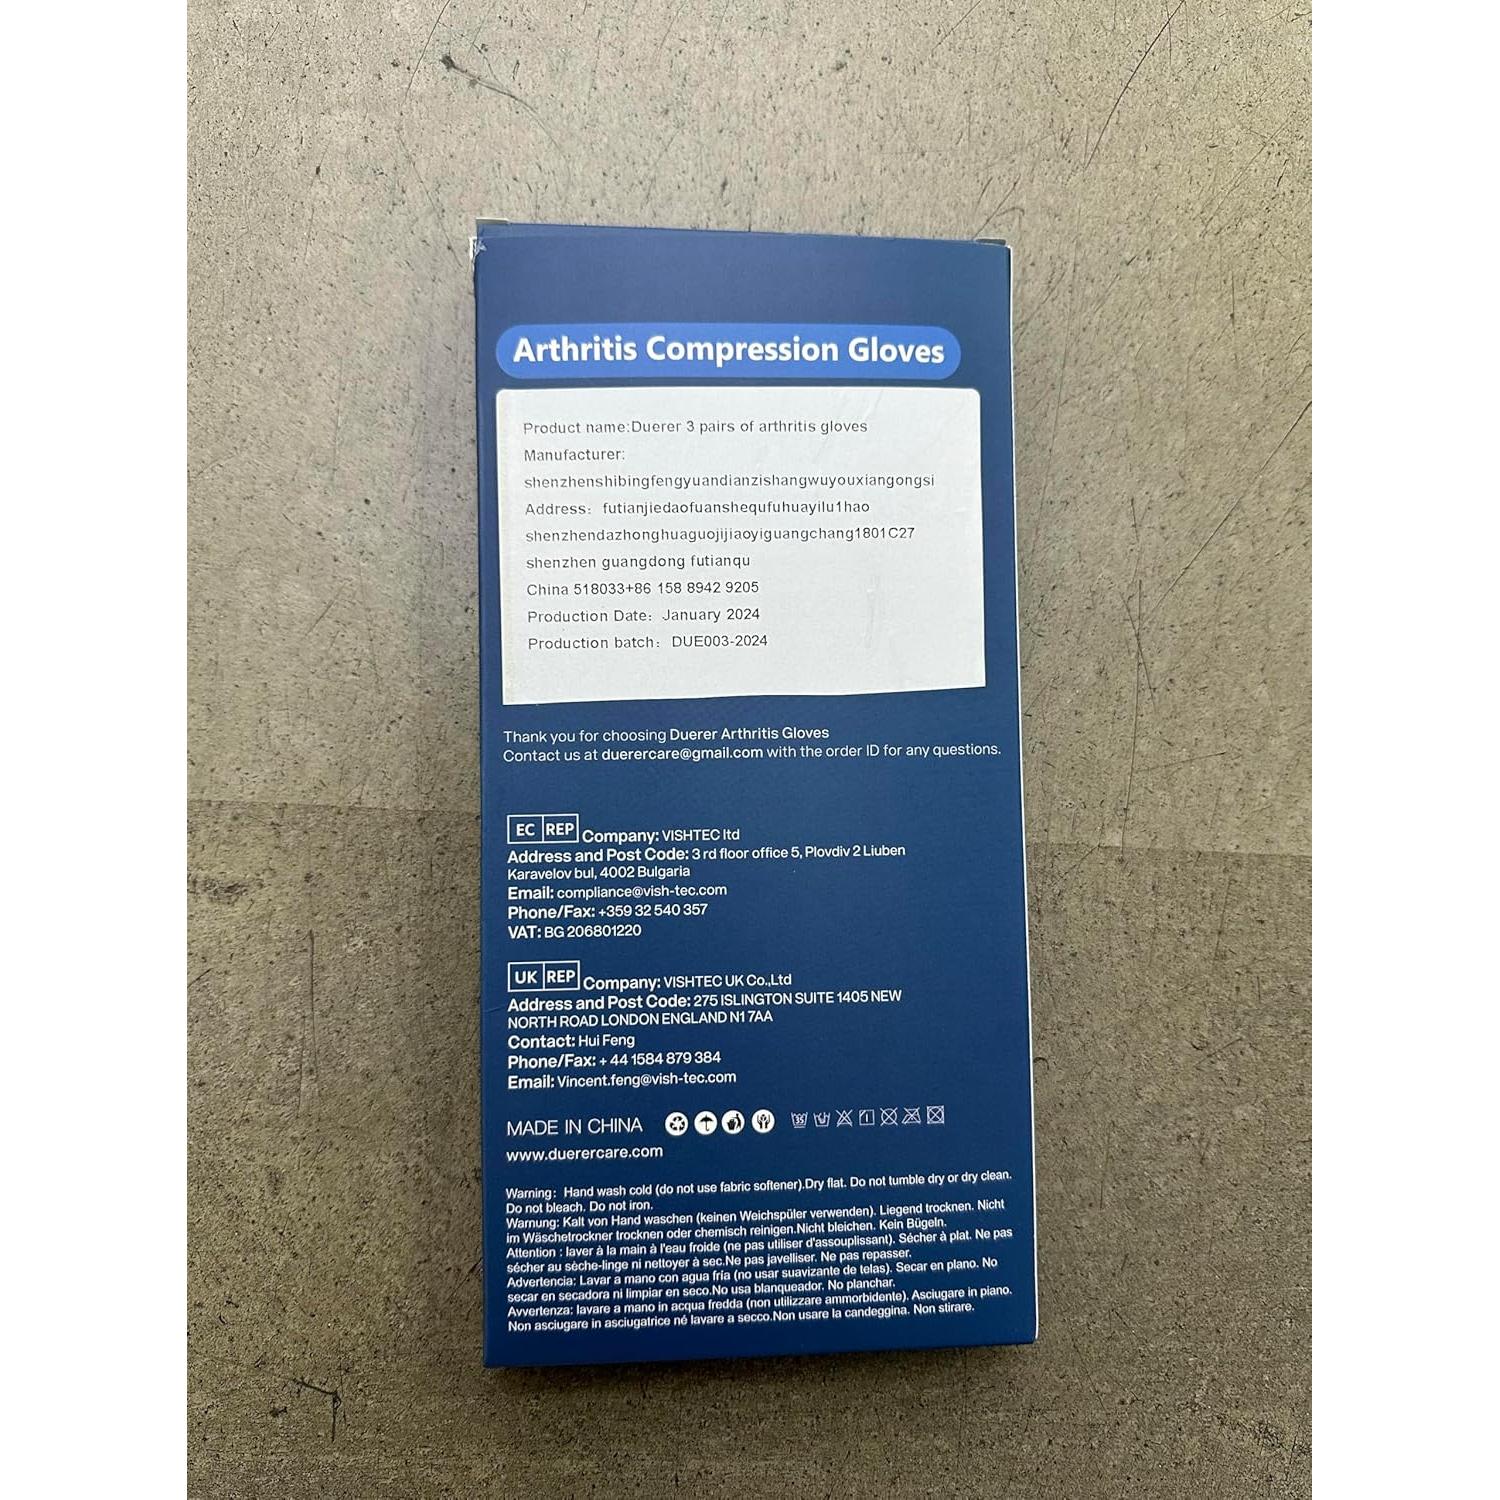 Arthritis Compression Gloves
Product name:Duerer 3 pairs of arthritis gloves
Manufacturer:
shenzhenshibingfengyuandianzishangwuyouxiangongsi
Address: futianjiedaofuanshequfuhuayilu1hao
shenzhendazhonghuaguojijiaoyiguangchang1801C27
shenzhen guangdong futianqu
China 518033+86 158 8942 9205
Production Date: January 2024
Production batch: DUE003-2024
Thank you for choosing Duerer Arthritis Gloves
Contact us at duerercare@gmail.com with the order ID for any questions.
EC REP Company: VISHTEC ltd
Address and Post Code: 3 rd floor office 5, Plovdiv 2 Liuben
Karavelov bul, 4002 Bulgaria
Email: compliance@vish-tec.com
Phone/Fax: +359 32 540 357
VAT: BG 206801220
UK REP Company: VISHTEC UK Co.,Ltd
Address and Post Code: 275 ISLINGTON SUITE 1405 NEW
NORTH ROAD LONDON ENGLAND N1 7AA
Contact: Hui Feng
Phone/Fax: + 44 1584 879 384
Email: Vincent.feng@vish-tec.com
MADE IN CHINA
www.duerercare.com
Warning: Hand wash cold (do not use fabric softener).Dry flat. Do not tumble dry or dry clean.
Do not bleach. Do not iron.
Warnung: Kalt von Hand waschen (keinen Weichspüler verwenden). Liegend trocknen. Nicht
im Wäschetrockner trocknen oder chemisch reinigen.Nicht bleichen. Kein Bügeln.
Attention : laver à la main à l'eau froide (ne pas utiliser d'assouplissant). Sécher à plat. Ne pas
sécher au sèche-linge ni nettoyer à sec.Ne pas javelliser. Ne pas repasser.
Advertencia: Lavar a mano con agua fría (no usar suavizante de telas). Secar en plano. No
secar en secadora ni limpiar en seco.No usa blanqueador. No planchar.
Avvertenza: lavare a mano in acqua fredda (non utilizzare ammorbidente). Asciugare in piano.
Non asciugare in asciugatrice né lavare a secco.Non usare la candeggina. Non stirare.